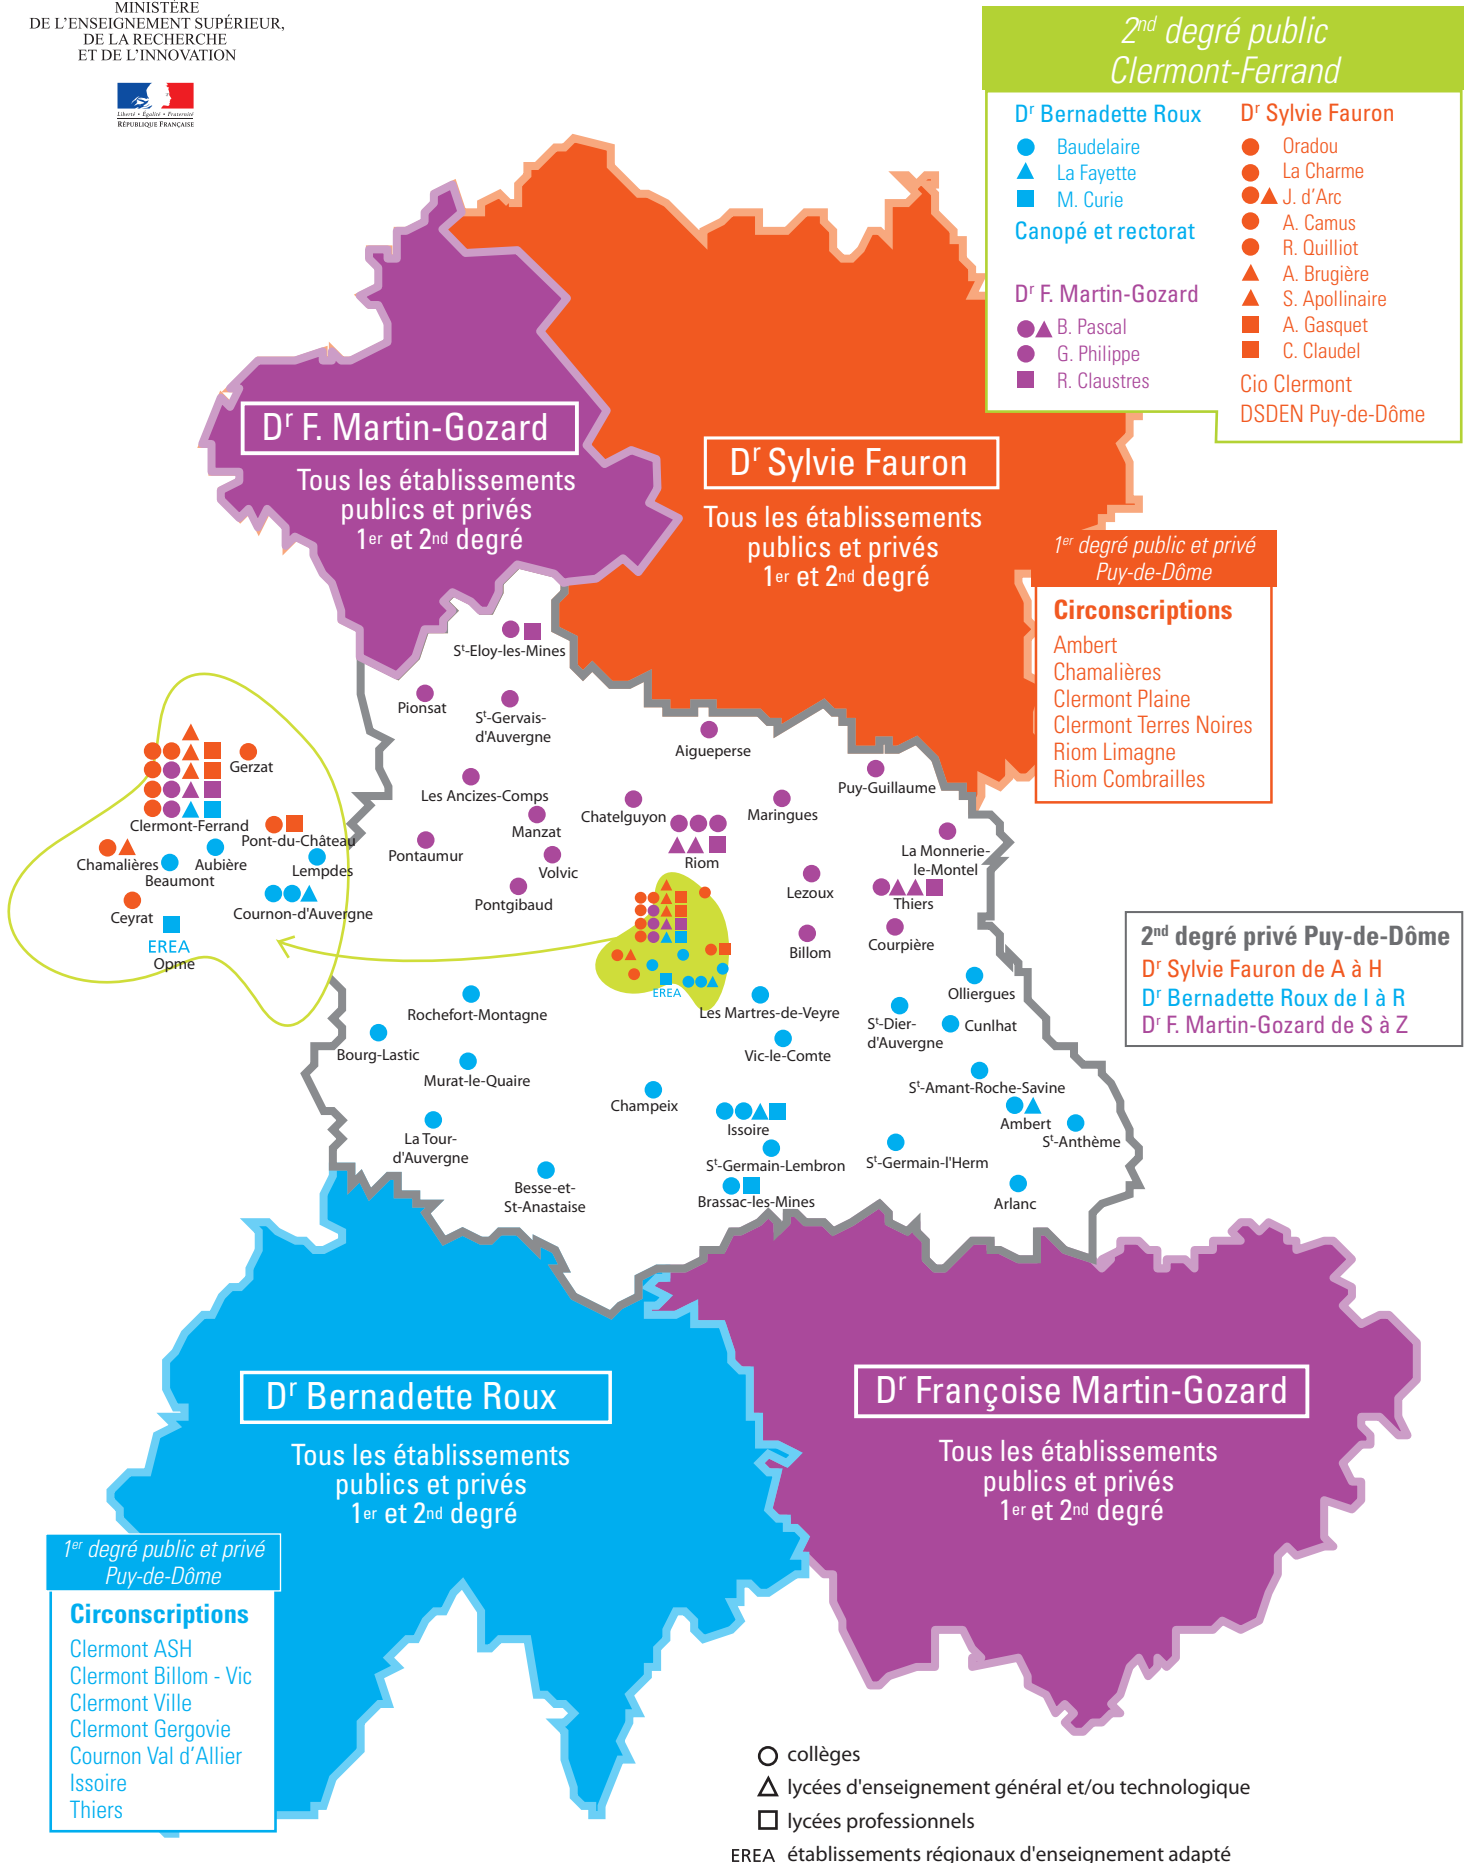 MINISTÈRE
DE L'ENSEIGNEMENT SUPÉRIEUR,
DE LA RECHERCHE
ET DE L'INNOVATION
Liberté • Égalité • Fraternité
RÉPUBLIQUE FRANÇAISE
2nd degré public
Clermont-Ferrand
Dr Bernadette Roux
Baudelaire
La Fayette
M. Curie
Canopé et rectorat
Dr F. Martin-Gozard
B. Pascal
G. Philippe
R. Claustres
Dr Sylvie Fauron
Oradou
La Charme
J. d'Arc
A. Camus
R. Quilliot
A. Brugière
S. Apollinaire
A. Gasquet
C. Claudel
Cio Clermont
DSDEN Puy-de-Dôme
Dr F. Martin-Gozard
Tous les établissements
publics et privés
1er et 2nd degré
Dr Sylvie Fauron
Tous les établissements
publics et privés
1er et 2nd degré
1er degré public et privé
Puy-de-Dôme
Circonscriptions
Ambert
Chamalières
Clermont Plaine
Clermont Terres Noires
Riom Limagne
Riom Combrailles
St-Eloy-les-Mines
Pionsat
St-Gervais-
d'Auvergne
Aigueperse
Puy-Guillaume
Les Ancizes-Comps
Manzat
Chatelguyon
Maringues
Pontaumur
Volvic
Riom
La Monnerie-
le-Montel
Pontgibaud
Lezoux
Thiers
Billom
Courpière
Gerzat
Clermont-Ferrand
Pont-du-Château
Chamalières
Aubière
Beaumont
Lempdes
Ceyrat
Cournon-d'Auvergne
EREA
Opme
EREA
2nd degré privé Puy-de-Dôme
Dr Sylvie Fauron de A à H
Dr Bernadette Roux de I à R
Dr F. Martin-Gozard de S à Z
Olliergues
Rochefort-Montagne
Les Martres-de-Veyre
St-Dier-
d'Auvergne
Cunlhat
Bourg-Lastic
Vic-le-Comte
Murat-le-Quaire
St-Amant-Roche-Savine
Champeix
Ambert
Issoire
St-Anthème
La Tour-
d'Auvergne
St-Germain-Lembron
St-Germain-l'Herm
Besse-et-
St-Anastaise
Brassac-les-Mines
Arlanc
Dr Bernadette Roux
Tous les établissements
publics et privés
1er et 2nd degré
Dr Françoise Martin-Gozard
Tous les établissements
publics et privés
1er et 2nd degré
1er degré public et privé
Puy-de-Dôme
Circonscriptions
Clermont ASH
Clermont Billom - Vic
Clermont Ville
Clermont Gergovie
Cournon Val d'Allier
Issoire
Thiers
collèges
lycées d'enseignement général et/ou technologique
lycées professionnels
EREA établissements régionaux d'enseignement adapté